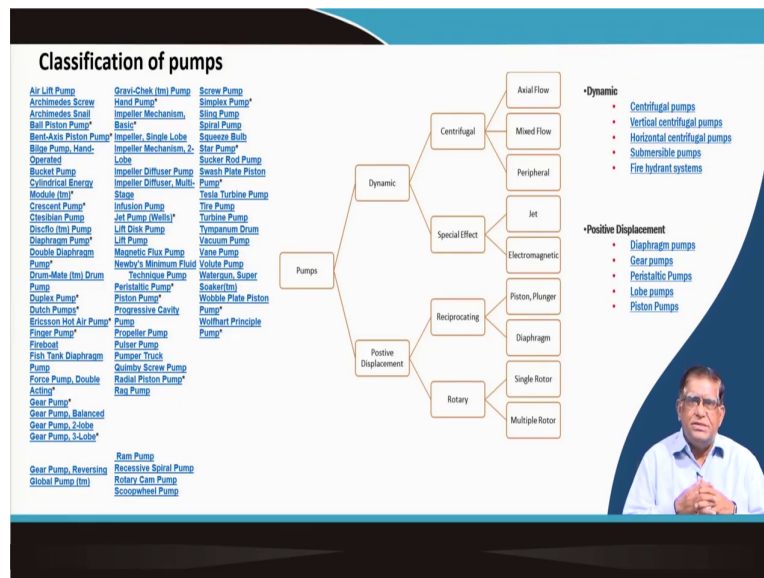 Classification of pumps
Air Lift Pump
Archimedes Screw
Archimedes Snail
Ball Piston Pump*
Bent-Axis Piston Pump*
Bilge Pump, Hand-
Operated
Bucket Pump
Cylindrical Energy
Module (tm)*
Crescent Pump*
Ctesibian Pump
Discflo (tm) Pump
Diaphragm Pump*
Double Diaphragm
Pump*
Drum-Mate (tm) Drum
Pump
Duplex Pump*
Dutch Pumps*
Ericsson Hot Air Pump*
Finger Pump*
Fireboat
Fish Tank Diaphragm
Pump
Force Pump, Double
Acting*
Gear Pump*
Gear Pump, Balanced
Gear Pump, 2-lobe
Gear Pump, 3-Lobe*
Gear Pump, Reversing
Global Pump (tm)
Gravi-Chek (tm) Pump
Hand Pump*
Impeller Mechanism,
Basic*
Impeller, Single Lobe
Impeller Mechanism, 2-
Lobe
Impeller Diffuser Pump
Impeller Diffuser, Multi-
Stage
Infusion Pump
Jet Pump (Wells)*
Lift Disk Pump
Lift Pump
Magnetic Flux Pump
Newby's Minimum Fluid
Technique Pump
Peristaltic Pump*
Piston Pump*
Progressive Cavity
Pump
Propeller Pump
Pulser Pump
Pumper Truck
Quimby Screw Pump
Radial Piston Pump*
Rag Pump
Ram Pump
Recessive Spiral Pump
Rotary Cam Pump
Scoopwheel Pump
Screw Pump
Simplex Pump*
Sling Pump
Spiral Pump
Squeeze Bulb
Star Pump*
Sucker Rod Pump
Swash Plate Piston
Pump*
Tesla Turbine Pump
Tire Pump
Turbine Pump
Tympanum Drum
Vacuum Pump
Vane Pump
Volute Pump
Watergun, Super
Soaker(tm)
Wobble Plate Piston
Pump*
Wolfhart Principle
Pump*
Pumps
Dynamic
Postive
Displacement
Centrifugal
Special Effect
Reciprocating
Rotary
Axial Flow
Mixed Flow
Peripheral
Jet
Electromagnetic
Piston, Plunger
Diaphragm
Single Rotor
Multiple Rotor
•Dynamic
• Centrifugal pumps
• Vertical centrifugal pumps
• Horizontal centrifugal pumps
• Submersible pumps
• Fire hydrant systems
•Positive Displacement
• Diaphragm pumps
• Gear pumps
• Peristaltic Pumps
• Lobe pumps
• Piston Pumps